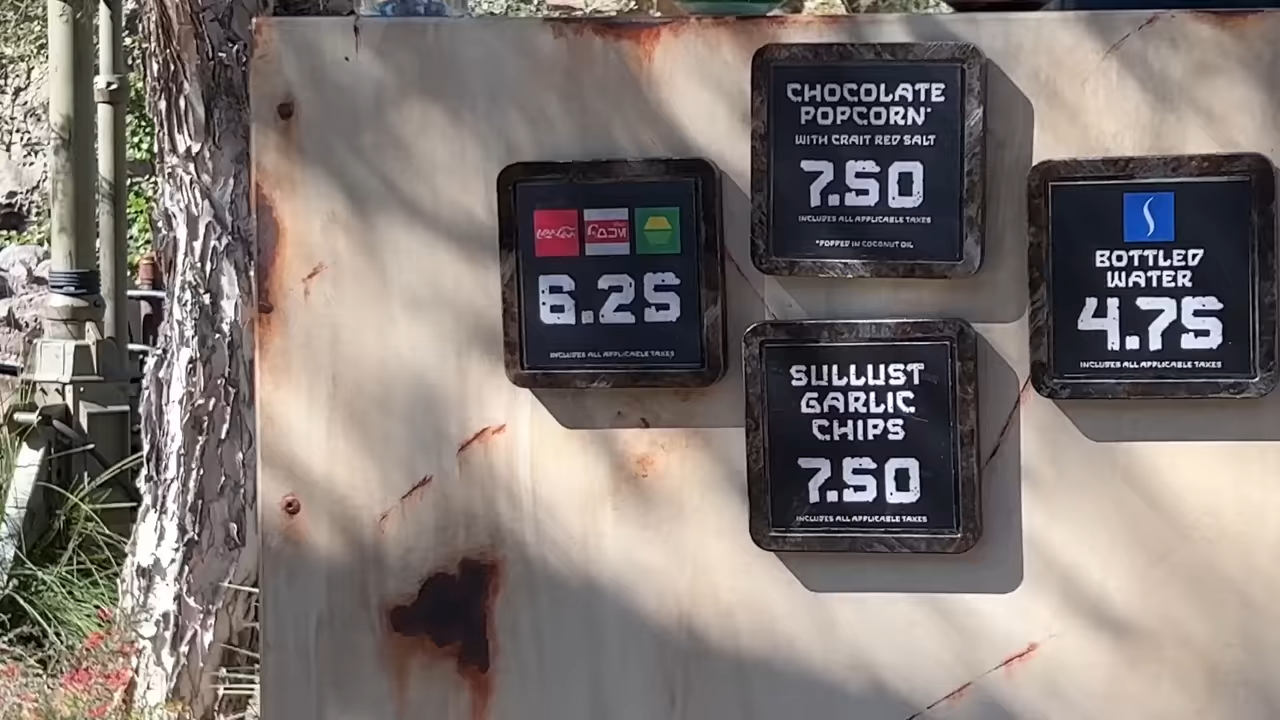 6.25
INCLUDES ALL APPLICABLE TAXES
CHOCOLATE
POPCORN*
WITH CRAIT RED SALT
7.50
INCLUDES ALL APPLICABLE TAXES
*POPPED IN COCONUT OIL
SULLUST
GARLIC
CHIPS
7.50
INCLUDES ALL APPLICABLE TAXES
BOTTLED
WATER
4.75
INCLUDES ALL APPLICABLE TAXES